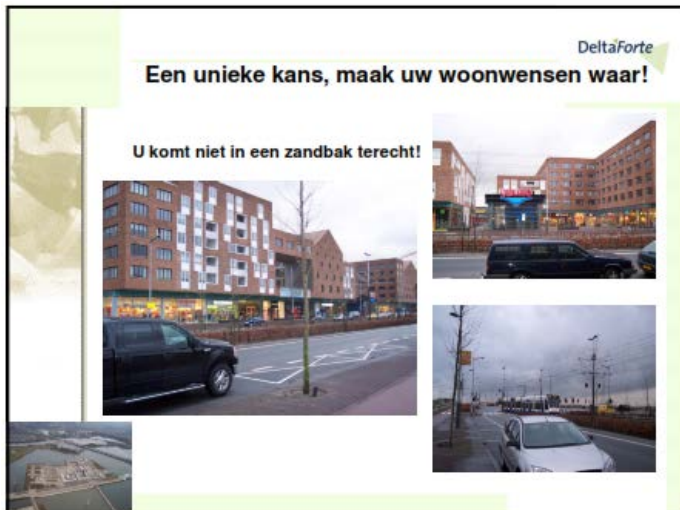 DeltaForte
Een unieke kans, maak uw woonwensen waar!
U komt niet in een zandbak terecht!